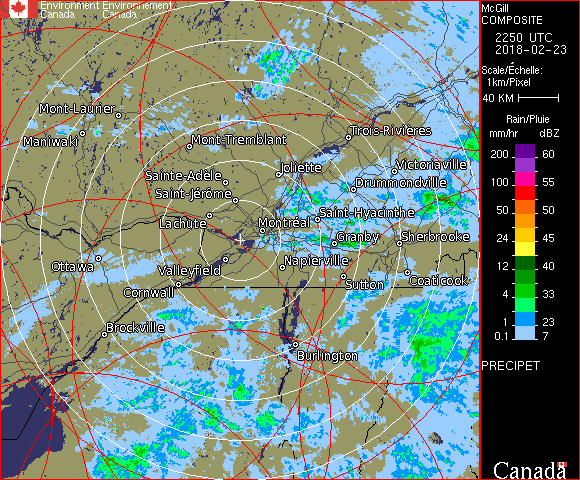 Environment Environnement
Canada Canada
Mont-Laurier
Maniwaki
Mont-Tremblant
Trois-Rivières
Joliette
Victoriaville
Sainte-Adèle
Drummondville
Saint-Jérôme
Saint-Hyacinthe
Lachute
Montréal
Granby
Sherbrooke
Ottawa
Valleyfield
Napierville
Cornwall
Sutton
Coaticook
Brockville
Burlington
McGill
COMPOSITE
2250 UTC
2018-02-23
Scale/Échelle:
1km/Pixel
40 KM
Rain/Pluie
mm/hr dBZ
200 60
150 57
100 55
50 50
24 45
12 40
4 33
1 23
0.1 7
PRECIPET
Canada